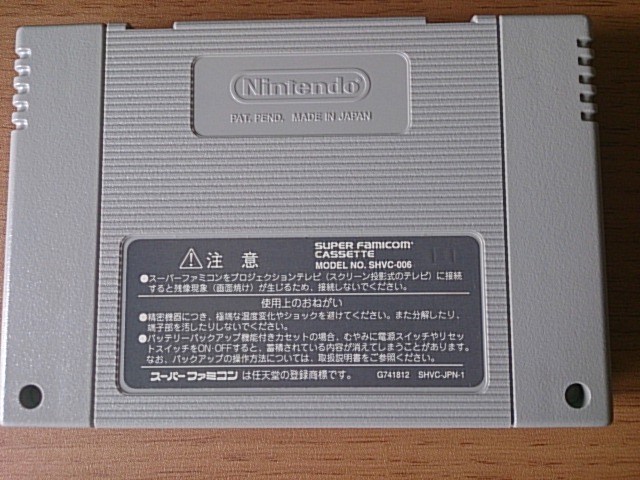 Nintendo
PAT. PEND. MADE IN JAPAN
⚠注 意
SUPER FAMICOM
CASSETTE
MODEL NO. SHVC-006
●スーパーファミコンをプロジェクションテレビ(スクリーン投影式のテレビ)に接続
すると残像現象(画面焼け)が生じるため、接続しないでください。
使用上のおねがい
●精密機器につき、極端な温度変化やショックを避けてください。また分解したり、
端子部を汚したりしないでください。
●バッテリーバックアップ機能付きカセットの場合、むやみに電源スイッチやリセッ
トスイッチをON・OFFすると、蓄積されている内容が消えてしまうことがあります。
なお、バックアップの操作方法については、取扱説明書をご参照ください。
スーパーファミコン は任天堂の登録商標です。 G741812 SHVC-JPN-1